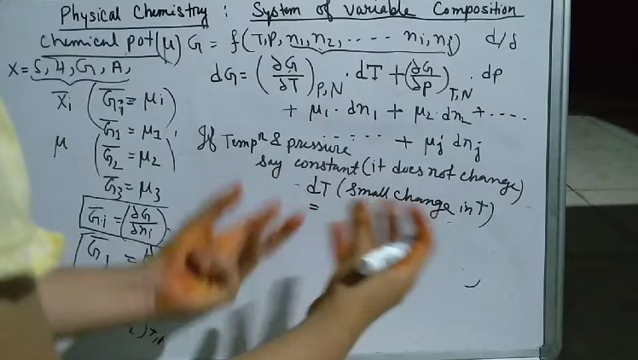 Physical Chemistry : System of variable Composition
Chemical pot (μ) G = f(T,P, n₁, n₂, ..... nᵢ, nⱼ) d/δ
X = S, H, G, A,
dG = (∂G/∂T)P,N · dT + (∂G/∂P)T,N · dp
+ μ₁·dn₁ + μ₂·dn₂ + ....
..... + μⱼ dnⱼ
X̄ᵢ (Ḡᵢ = μᵢ)
Ḡ₁ = μ₁,
μ (Ḡ₂ = μ₂)
Ḡ₃ = μ₃
Ḡᵢ = (∂G/∂nᵢ)
Ḡ₁ =
)T,N
If Tempⁿ & pressure
say constant (it does not change)
dT (small change in T)
=